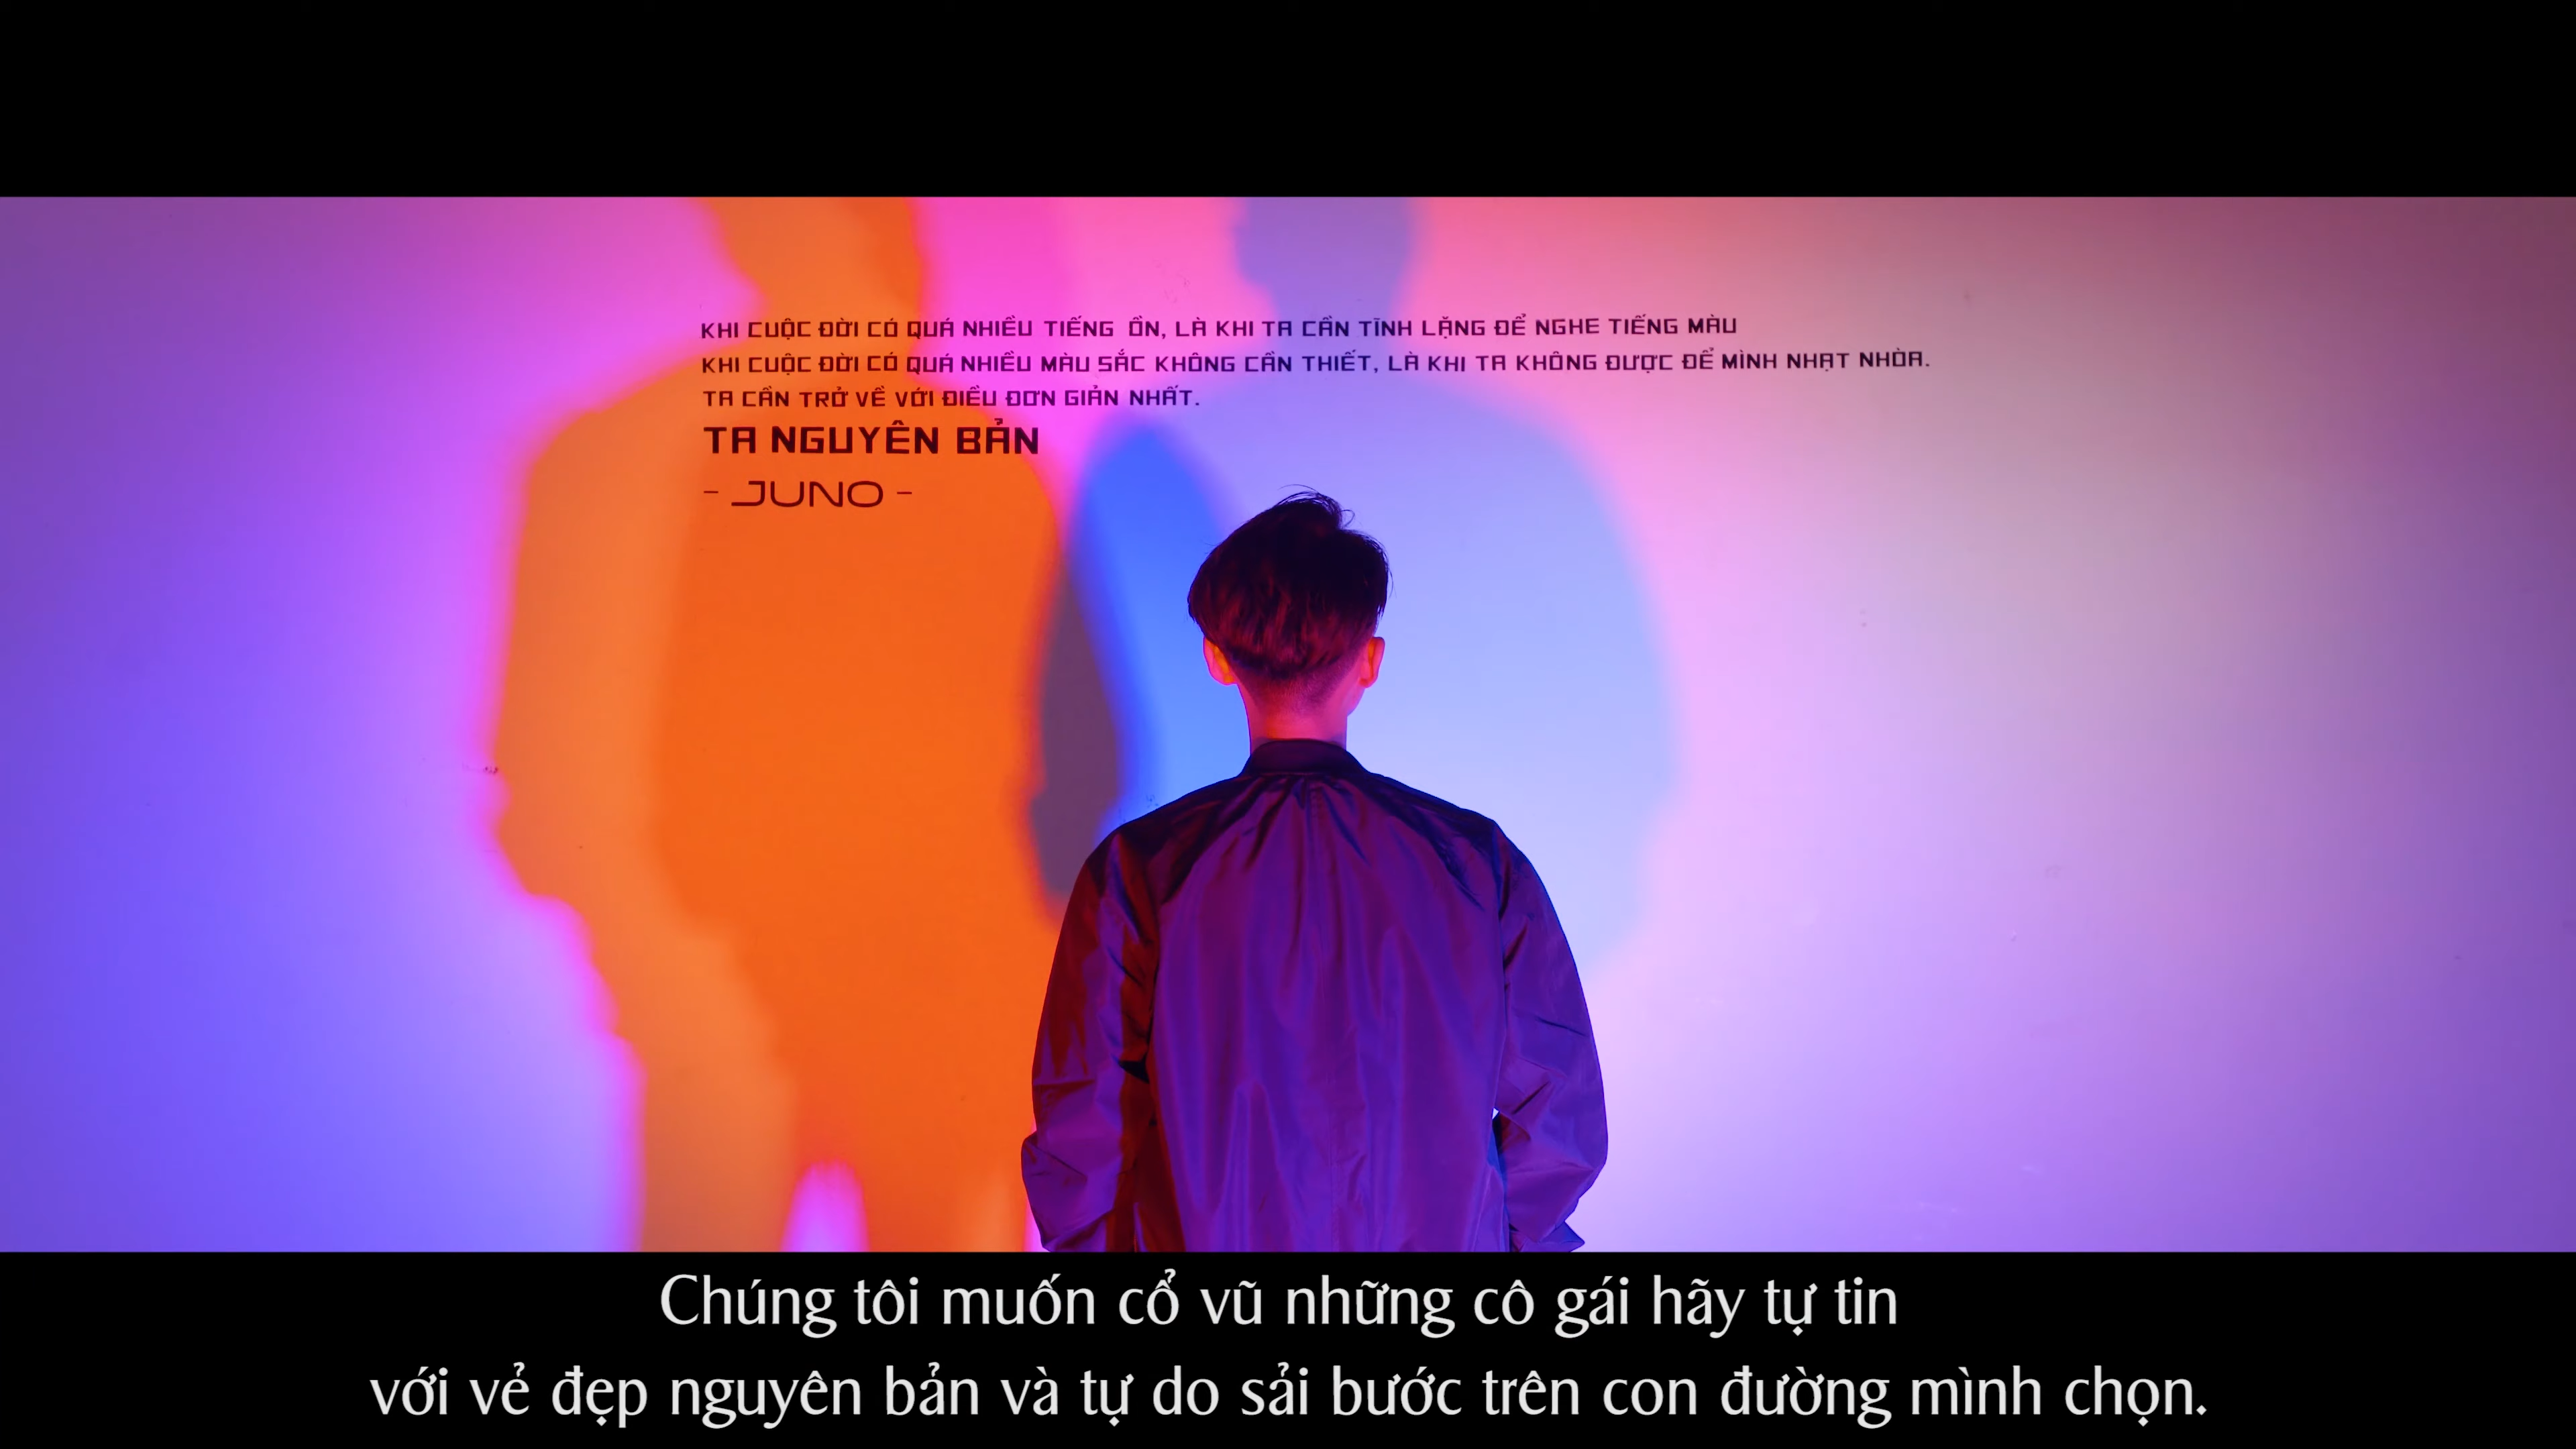 KHI CUỘC ĐỜI CÓ QUÁ NHIỀU TIẾNG ỒN, LÀ KHI TA CẦN TĨNH LẶNG ĐỂ NGHE TIẾNG MÀU
KHI CUỘC ĐỜI CÓ QUÁ NHIỀU MÀU SẮC KHÔNG CẦN THIẾT, LÀ KHI TA KHÔNG ĐƯỢC ĐỂ MÌNH NHẠT NHÒA.
TA CẦN TRỞ VỀ VỚI ĐIỀU ĐƠN GIẢN NHẤT.
TA NGUYÊN BẢN
- JUNO -
Chúng tôi muốn cổ vũ những cô gái hãy tự tin
với vẻ đẹp nguyên bản và tự do sải bước trên con đường mình chọn.